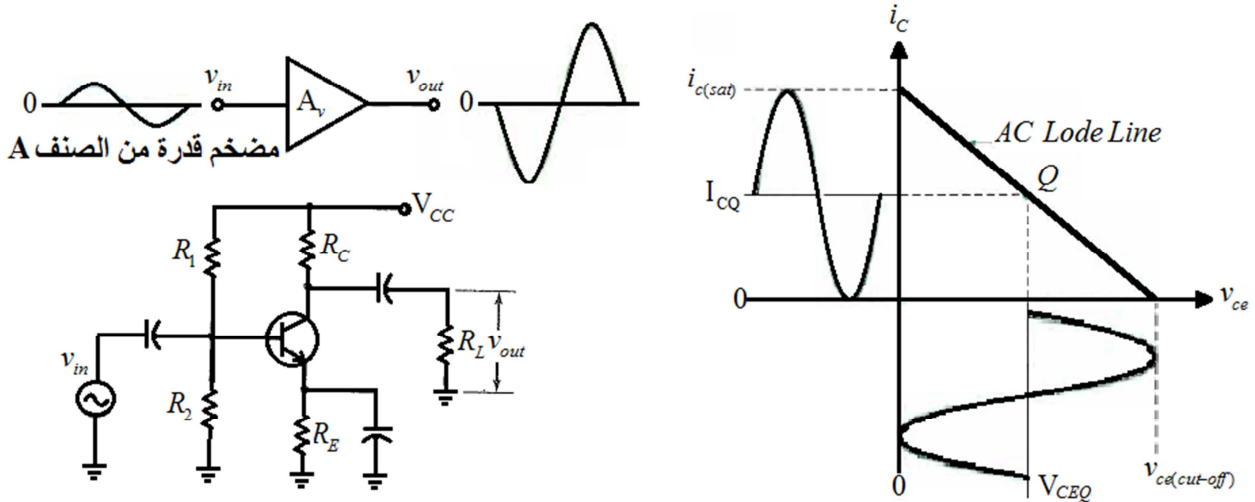 0
v_in
A_v
v_out
0
مضخم قدرة من الصنف A
V_CC
R_1
R_C
v_in
R_2
R_E
R_L
v_out
i_C
i_c(sat)
AC Lode Line
Q
I_CQ
0
v_ce
0
V_CEQ
v_ce(cut-off)